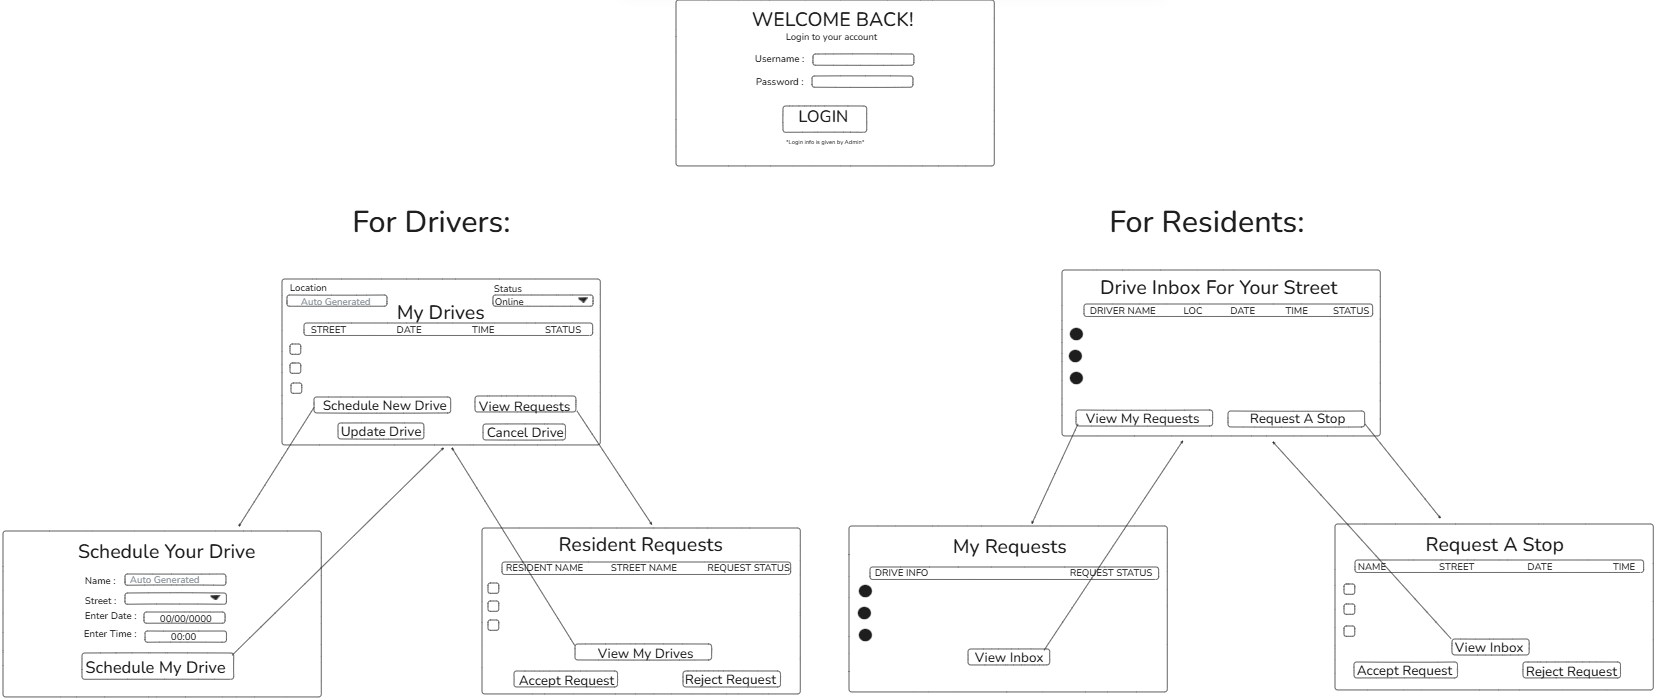 WELCOME BACK!
Login to your account
Username :
Password :
LOGIN
*Login info is given by Admin*
For Drivers:
For Residents:
Location
Status
Auto Generated
Online
My Drives
STREET DATE TIME STATUS
Schedule New Drive
View Requests
Update Drive
Cancel Drive
Drive Inbox For Your Street
DRIVER NAME LOC DATE TIME STATUS
View My Requests
Request A Stop
Schedule Your Drive
Name : Auto Generated
Street :
Enter Date : 00/00/0000
Enter Time : 00:00
Schedule My Drive
Resident Requests
RESIDENT NAME STREET NAME REQUEST STATUS
View My Drives
Accept Request
Reject Request
My Requests
DRIVE INFO REQUEST STATUS
View Inbox
Request A Stop
NAME STREET DATE TIME
View Inbox
Accept Request
Reject Request